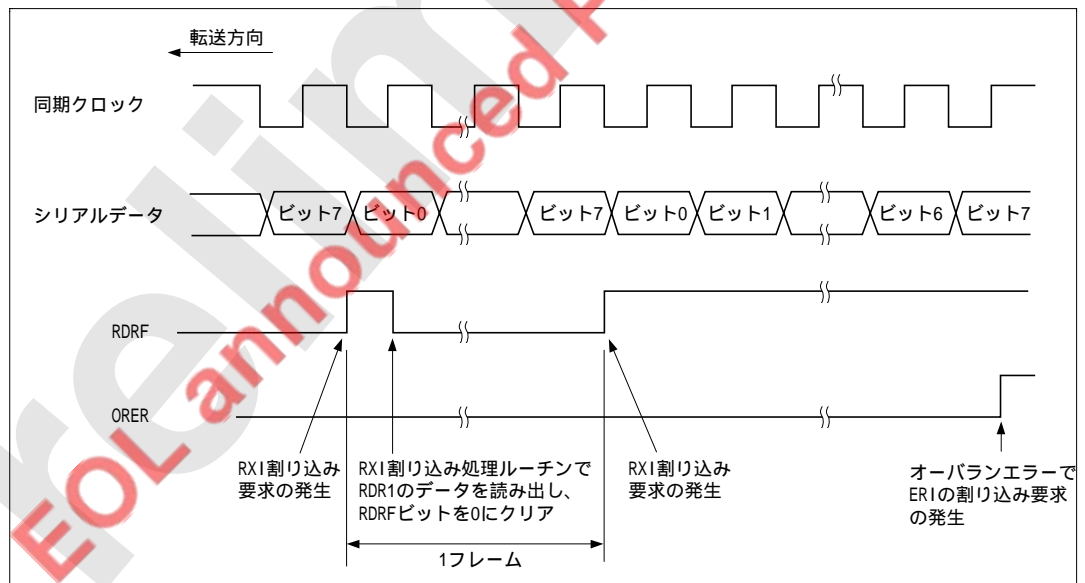 転送方向
同期クロック
シリアルデータ
ビット7
ビット0
ビット7
ビット0
ビット1
ビット6
ビット7
RDRF
ORER
RXI割り込み
要求の発生
RXI割り込み処理ルーチンで
RDR1のデータを読み出し、
RDRFビットを0にクリア
RXI割り込み
要求の発生
オーバランエラーで
ERIの割り込み要求
の発生
1フレーム
relim
EOL announced P